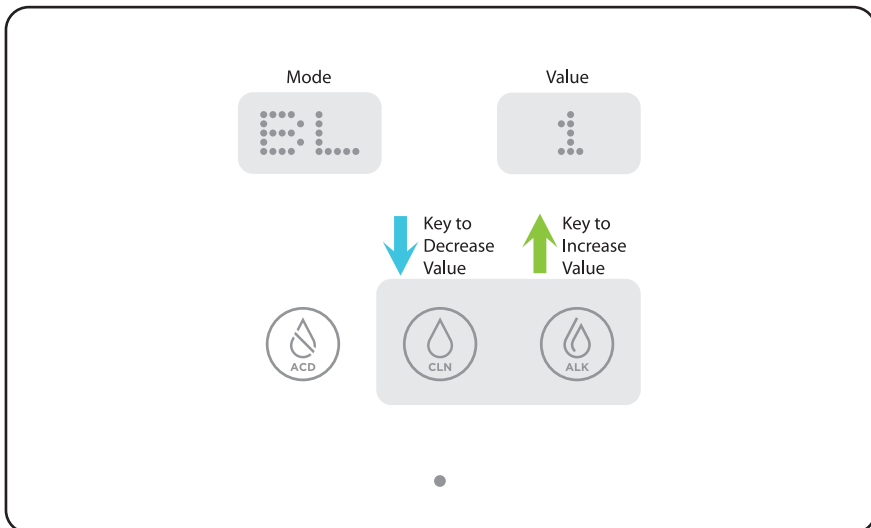 Mode
Value
BL
1
Key to
Decrease
Value
Key to
Increase
Value
ACD
CLN
ALK